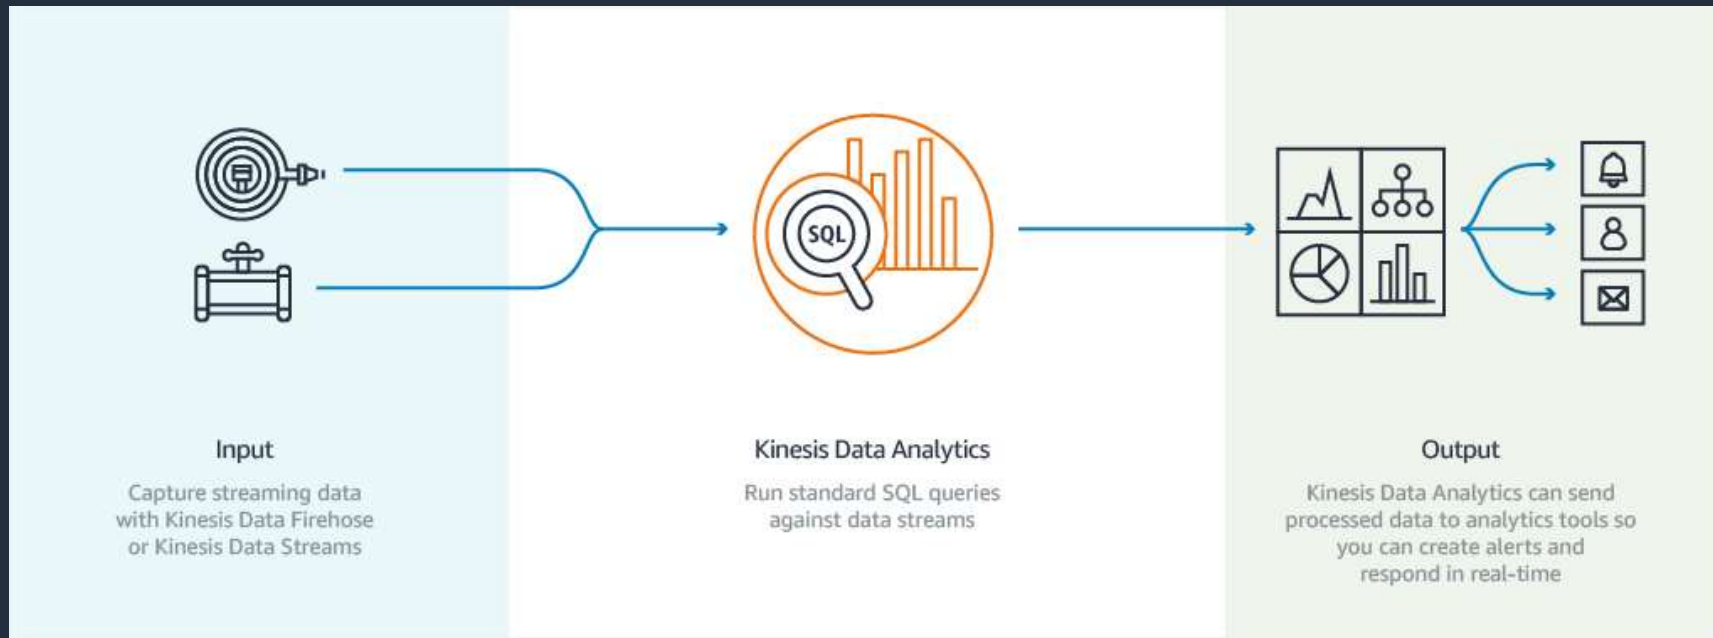 Input
Capture streaming data
with Kinesis Data Firehose
or Kinesis Data Streams
SQL
Kinesis Data Analytics
Run standard SQL queries
against data streams
Output
Kinesis Data Analytics can send
processed data to analytics tools so
you can create alerts and
respond in real-time